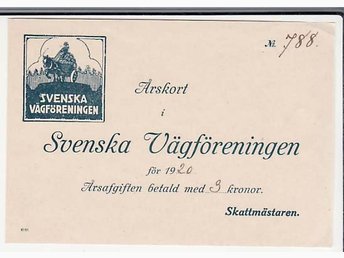 № 788.
SVENSKA
VÄGFÖRENINGEN
Årskort
i
Svenska Vägföreningen
för 1920
Årsafgiften betald med 3 kronor.
Skattmästaren.